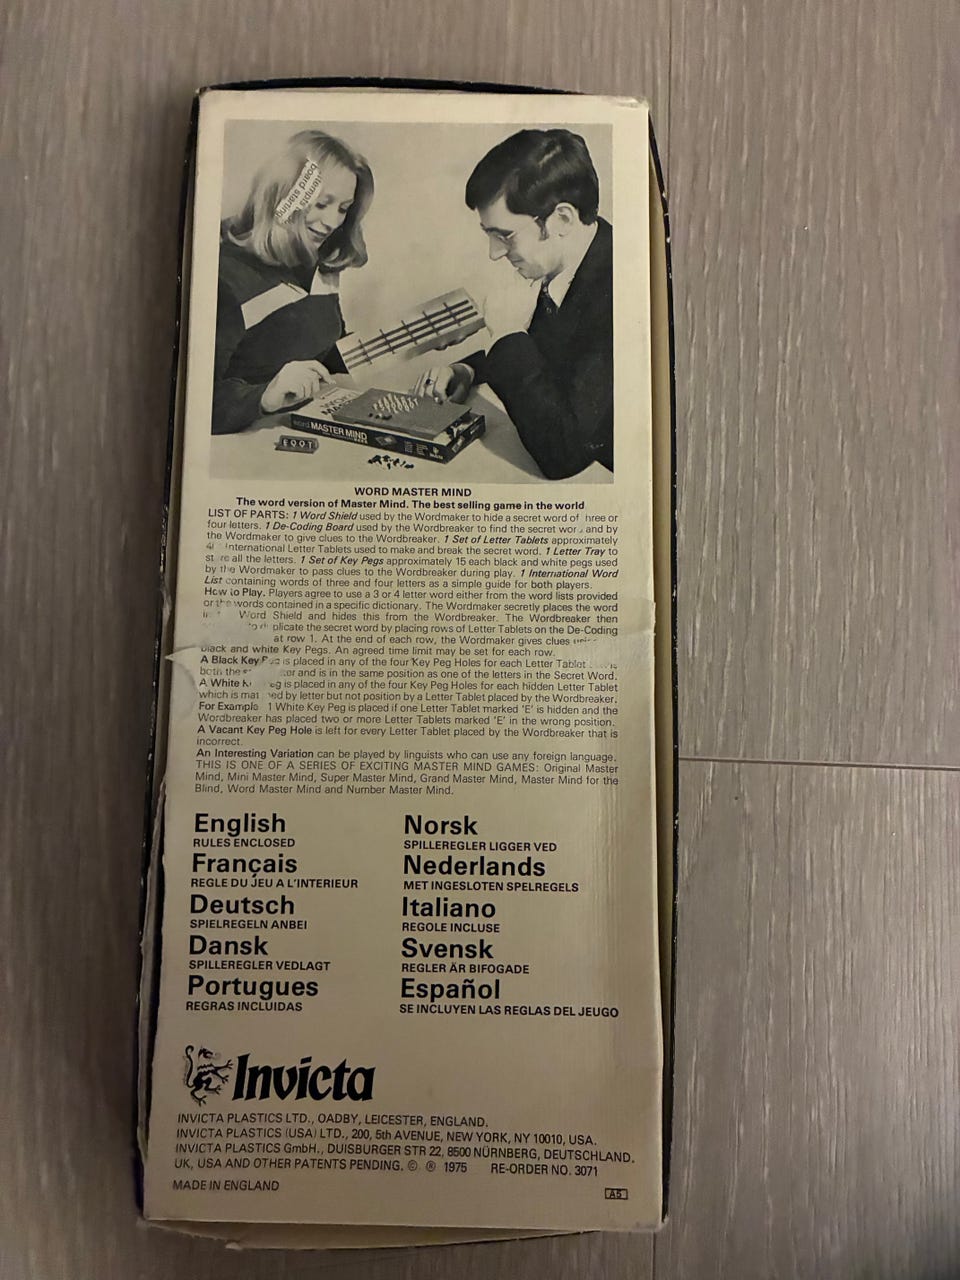 tempts
board starting
WORD
word MASTER MIND
EOOT
WORD MASTER MIND
The word version of Master Mind. The best selling game in the world
LIST OF PARTS: 1 Word Shield used by the Wordmaker to hide a secret word of hree or
four letters. 1 De-Coding Board used by the Wordbreaker to find the secret wor and by
the Wordmaker to give clues to the Wordbreaker. 1 Set of Letter Tablets approximately
International Letter Tablets used to make and break the secret word. 1 Letter Tray to
st re all the letters. 1 Set of Key Pegs approximately 15 each black and white pegs used
by the Wordmaker to pass clues to the Wordbreaker during play. 1 International Word
List containing words of three and four letters as a simple guide for both players.
How to Play. Players agree to use a 3 or 4 letter word either from the word lists provided
or the words contained in a specific dictionary. The Wordmaker secretly places the word
Word Shield and hides this from the Wordbreaker. The Wordbreaker then
to d plicate the secret word by placing rows of Letter Tablets on the De-Coding
at row 1. At the end of each row, the Wordmaker gives clues
black and white Key Pegs. An agreed time limit may be set for each row.
A Black Key P is placed in any of the four Key Peg Holes for each Letter Tablet
both the s er and is in the same position as one of the letters in the Secret Word.
A White K eg is placed in any of the four Key Peg Holes for each hidden Letter Tablet
which is mat ed by letter but not position by a Letter Tablet placed by the Wordbreaker.
For Example 1 White Key Peg is placed if one Letter Tablet marked 'E' is hidden and the
Wordbreaker has placed two or more Letter Tablets marked 'E' in the wrong position.
A Vacant Key Peg Hole is left for every Letter Tablet placed by the Wordbreaker that is
incorrect.
An Interesting Variation can be played by linguists who can use any foreign language.
THIS IS ONE OF A SERIES OF EXCITING MASTER MIND GAMES: Original Master
Mind, Mini Master Mind, Super Master Mind, Grand Master Mind, Master Mind for the
Blind, Word Master Mind and Number Master Mind.
English
RULES ENCLOSED
Français
REGLE DU JEU A L'INTERIEUR
Deutsch
SPIELREGELN ANBEI
Dansk
SPILLEREGLER VEDLAGT
Portugues
REGRAS INCLUIDAS
Norsk
SPILLEREGLER LIGGER VED
Nederlands
MET INGESLOTEN SPELREGELS
Italiano
REGOLE INCLUSE
Svensk
REGLER ÄR BIFOGADE
Español
SE INCLUYEN LAS REGLAS DEL JEUGO
Invicta
INVICTA PLASTICS LTD., OADBY, LEICESTER, ENGLAND.
INVICTA PLASTICS (USA) LTD., 200, 5th AVENUE, NEW YORK, NY 10010, USA.
INVICTA PLASTICS GmbH., DUISBURGER STR 22, 8500 NÜRNBERG, DEUTSCHLAND.
UK, USA AND OTHER PATENTS PENDING. © ® 1975 RE-ORDER NO. 3071
MADE IN ENGLAND
A5